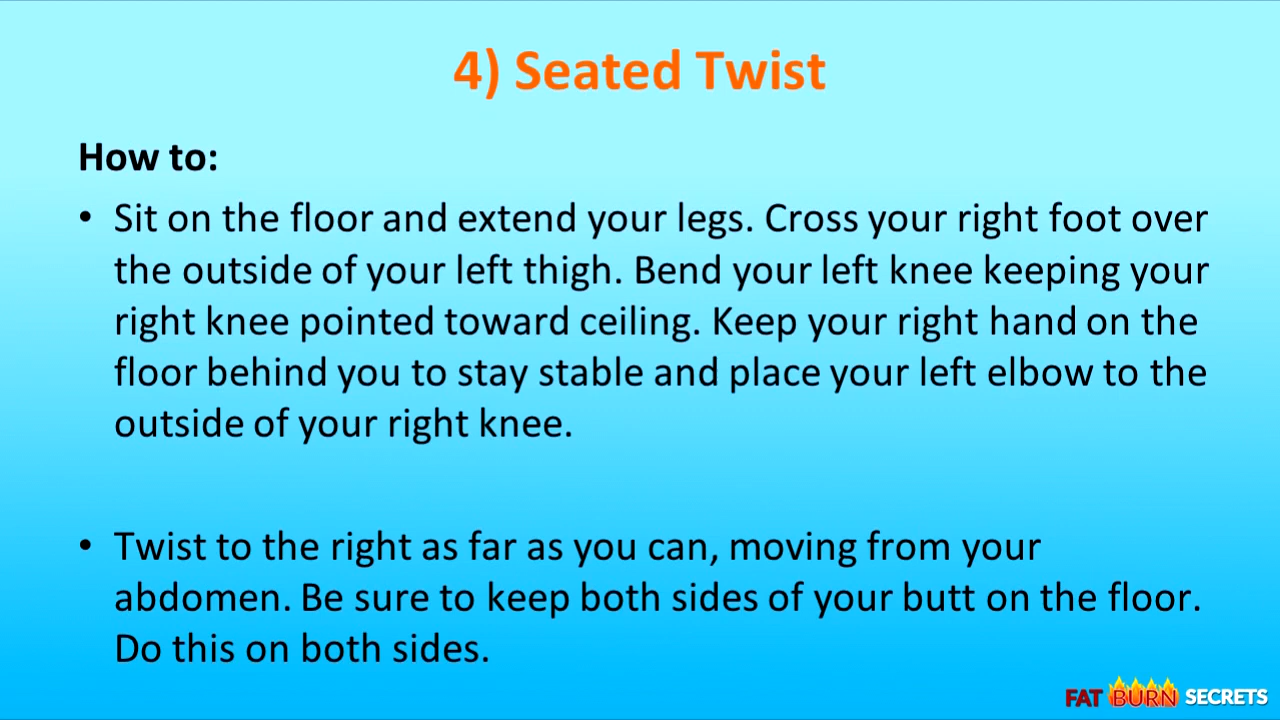 4) Seated Twist
How to:
• Sit on the floor and extend your legs. Cross your right foot over
the outside of your left thigh. Bend your left knee keeping your
right knee pointed toward ceiling. Keep your right hand on the
floor behind you to stay stable and place your left elbow to the
outside of your right knee.
• Twist to the right as far as you can, moving from your
abdomen. Be sure to keep both sides of your butt on the floor.
Do this on both sides.
FAT BURN SECRETS